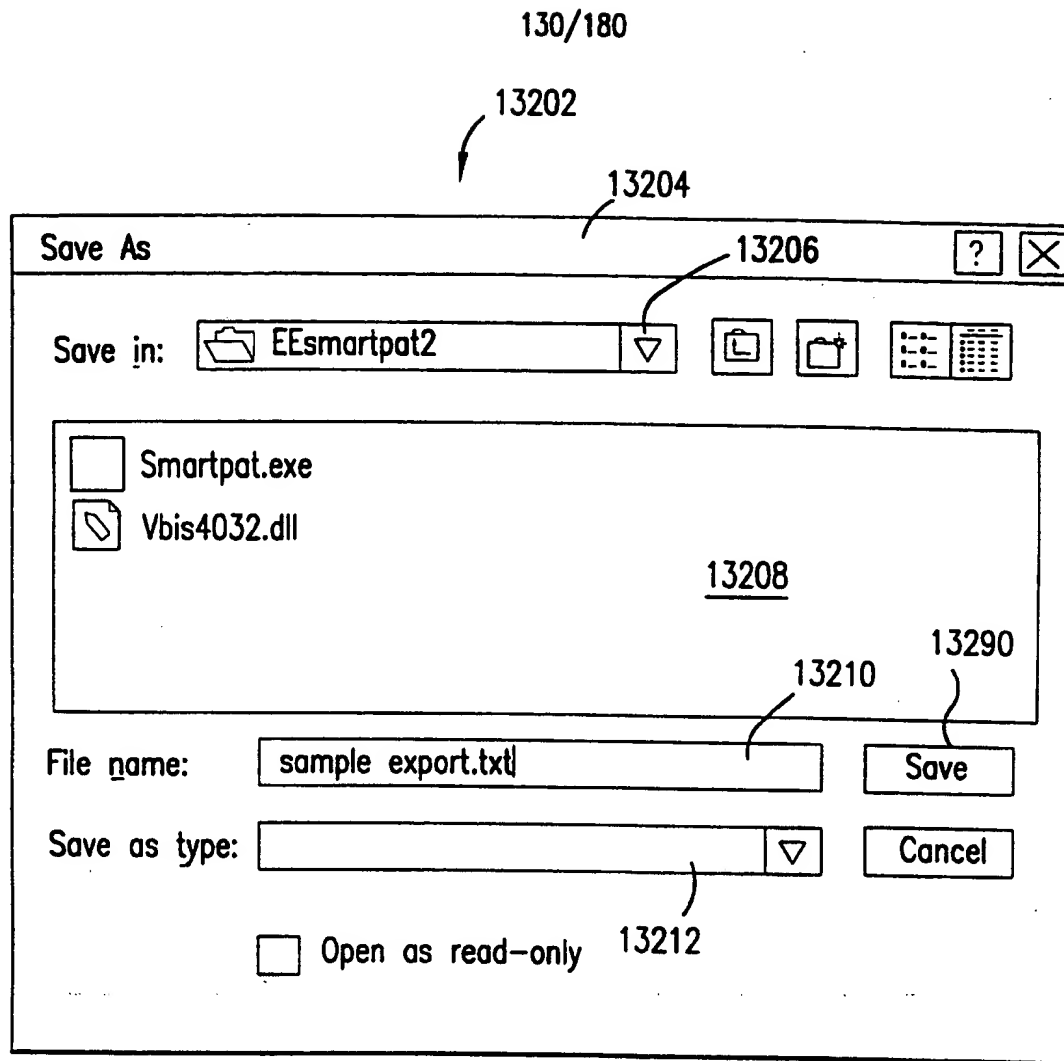 130/180
13202
13204
Save As
?
13206
Save in: EEsmartpat2
Smartpat.exe
Vbis4032.dll
13208
13290
13210
File name: sample export.txt Save
Save as type: Cancel
13212
Open as read-only